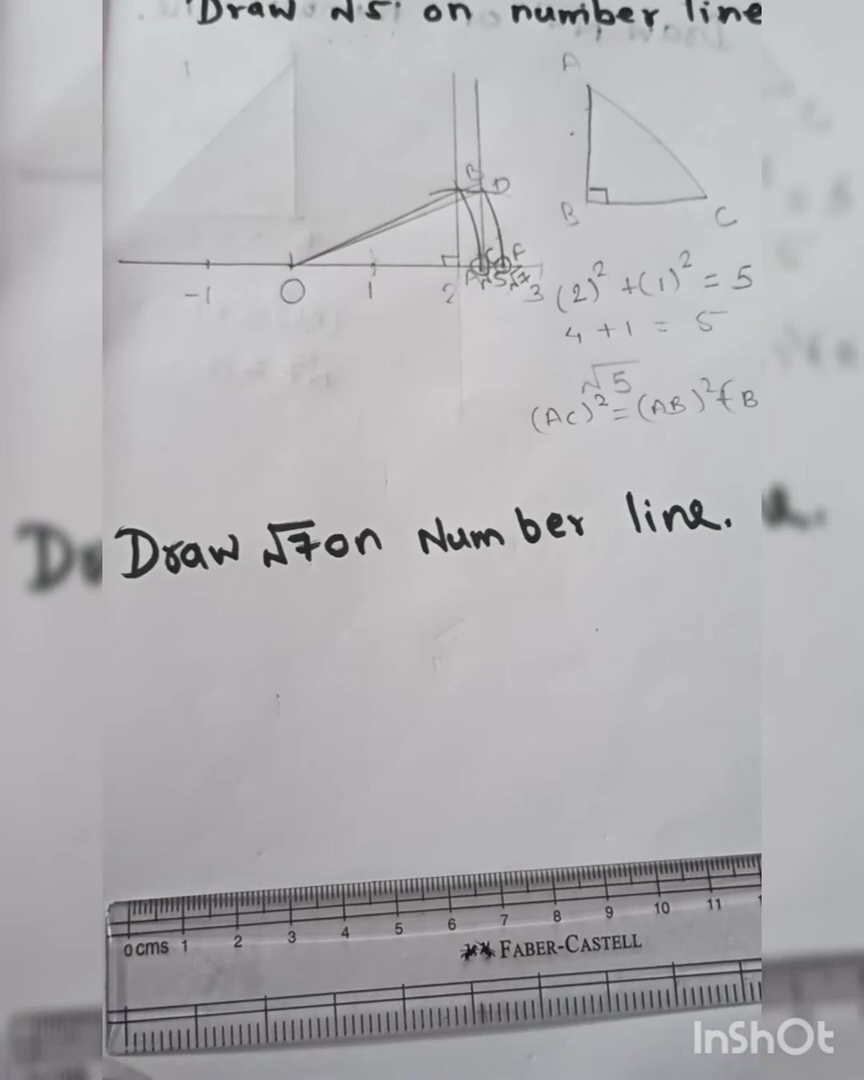 Draw √5 on number line
A
B
D
B
C
-1 0 1 2 A √5 √7 3
C F
(2)² + (1)² = 5
4 + 1 = 5
√5
(AC)² = (AB)² + (B
Draw √7 on Number line.
0 cms 1 2 3 4 5 6 7 8 9 10 11
FABER-CASTELL
InShOt